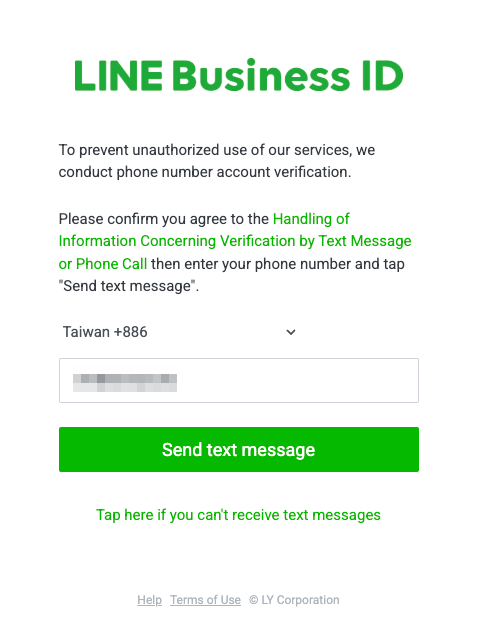 LINE Business ID
To prevent unauthorized use of our services, we
conduct phone number account verification.
Please confirm you agree to the Handling of
Information Concerning Verification by Text Message
or Phone Call then enter your phone number and tap
"Send text message".
Taiwan +886
Send text message
Tap here if you can't receive text messages
Help Terms of Use © LY Corporation